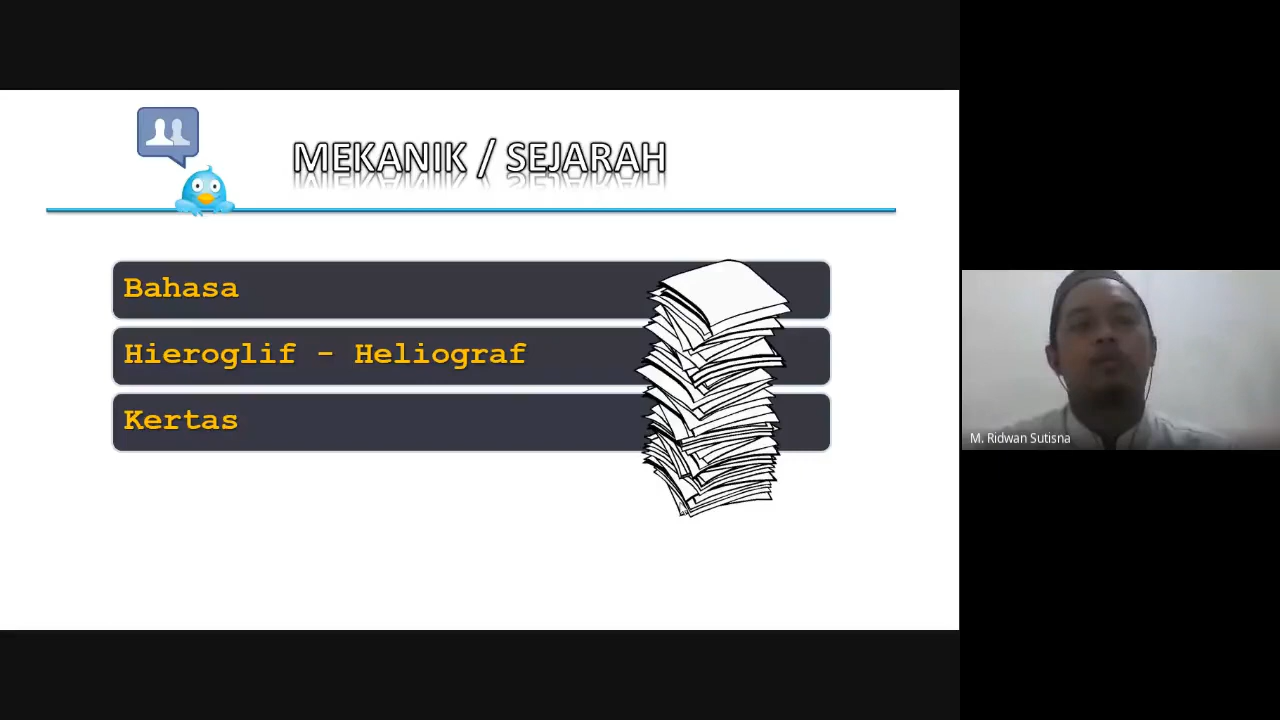 MEKANIK / SEJARAH
Bahasa
Hieroglif - Heliograf
Kertas
M. Ridwan Sutisna